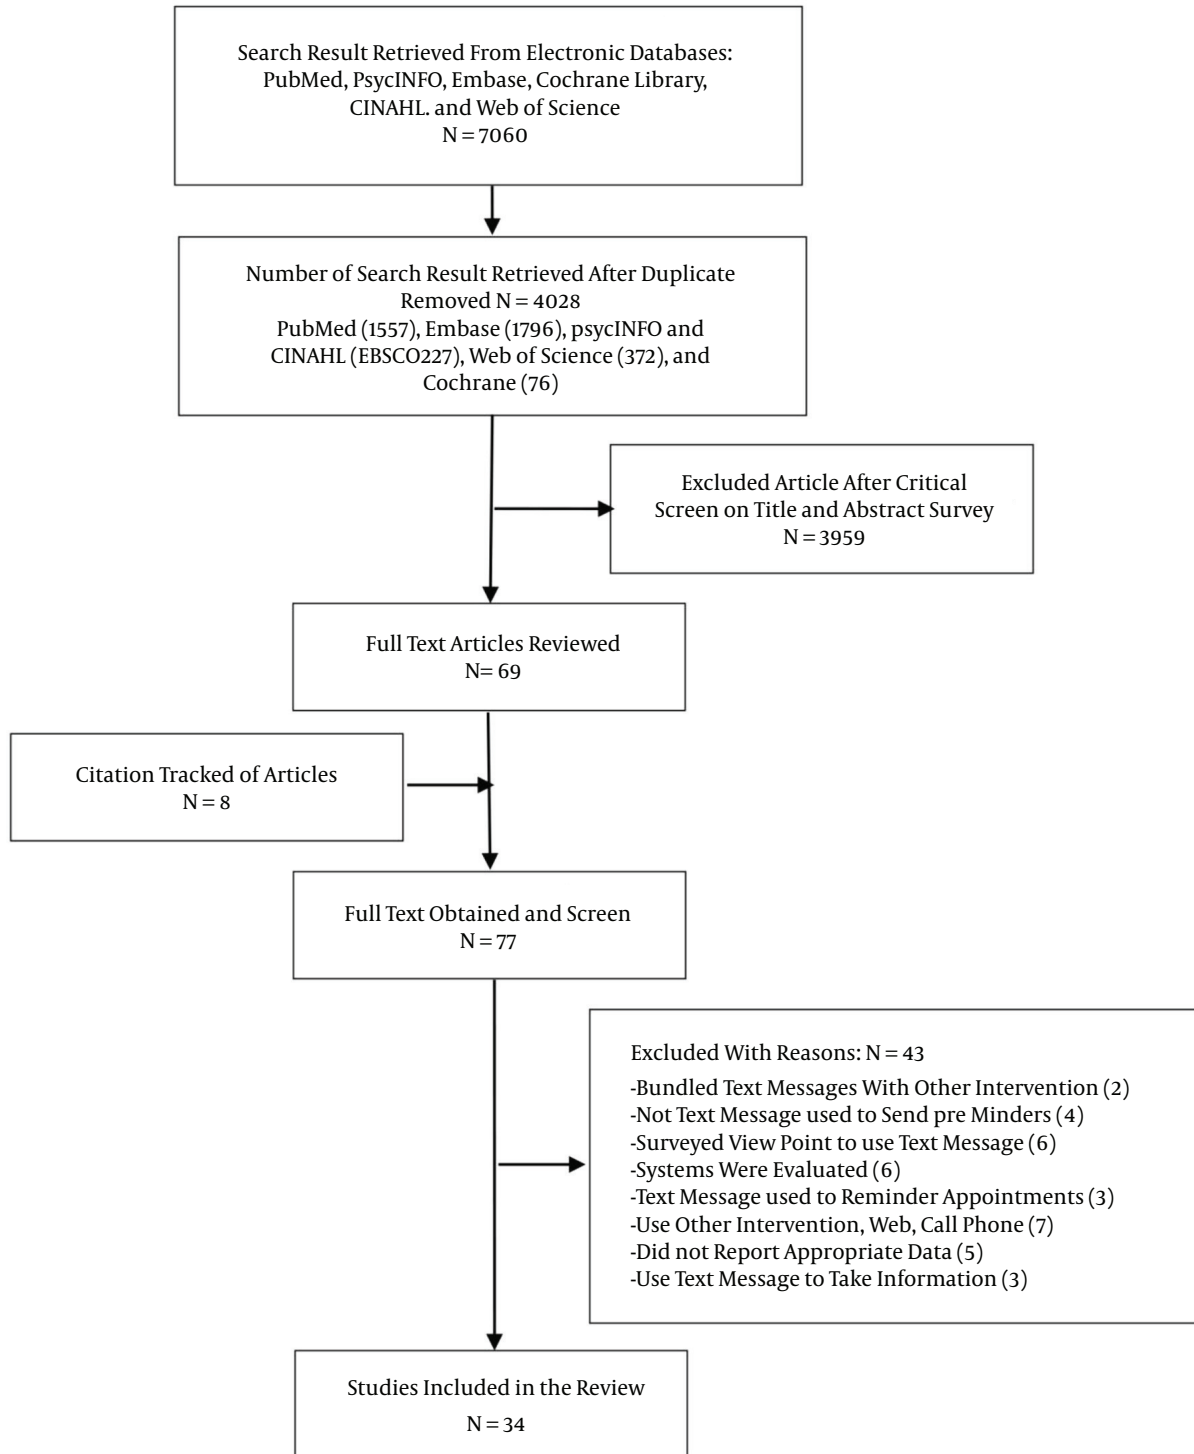 Search Result Retrieved From Electronic Databases:
PubMed, PsycINFO, Embase, Cochrane Library,
CINAHL. and Web of Science
N = 7060
Number of Search Result Retrieved After Duplicate
Removed N = 4028
PubMed (1557), Embase (1796), psycINFO and
CINAHL (EBSCO227), Web of Science (372), and
Cochrane (76)
Excluded Article After Critical
Screen on Title and Abstract Survey
N = 3959
Full Text Articles Reviewed
N= 69
Citation Tracked of Articles
N = 8
Full Text Obtained and Screen
N = 77
Excluded With Reasons: N = 43
-Bundled Text Messages With Other Intervention (2)
-Not Text Message used to Send pre Minders (4)
-Surveyed View Point to use Text Message (6)
-Systems Were Evaluated (6)
-Text Message used to Reminder Appointments (3)
-Use Other Intervention, Web, Call Phone (7)
-Did not Report Appropriate Data (5)
-Use Text Message to Take Information (3)
Studies Included in the Review
N = 34